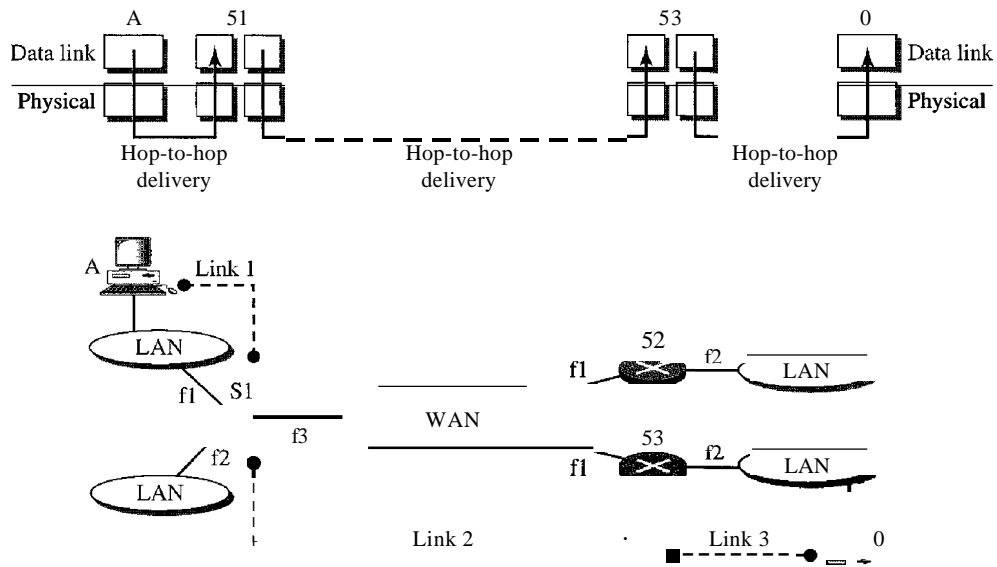 A 51 53 0
Data link Data link
Physical Physical
Hop-to-hop delivery
Hop-to-hop delivery
Hop-to-hop delivery
A
Link 1
LAN
f1
S1
f3
f2
LAN
WAN
52
f1
f2
LAN
53
f1
f2
LAN
Link 2
Link 3
0